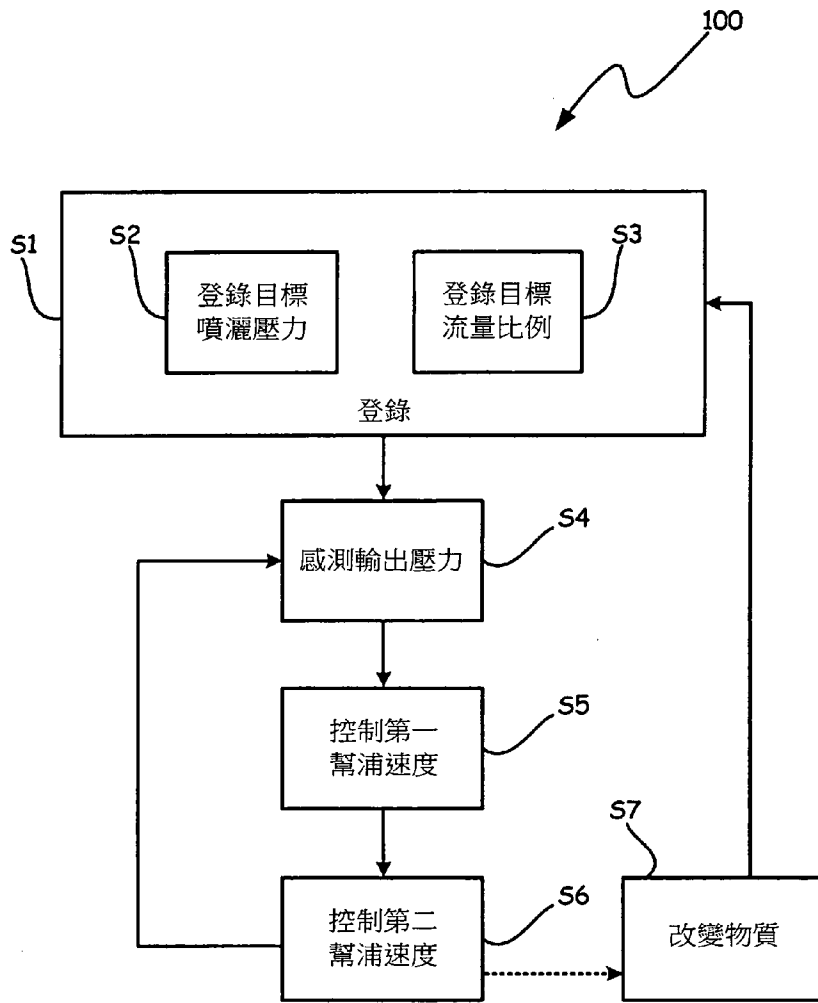 100
S1
S2
登錄目標
噴灑壓力
S3
登錄目標
流量比例
登錄
S4
感測輸出壓力
S5
控制第一
幫浦速度
S6
控制第二
幫浦速度
S7
改變物質